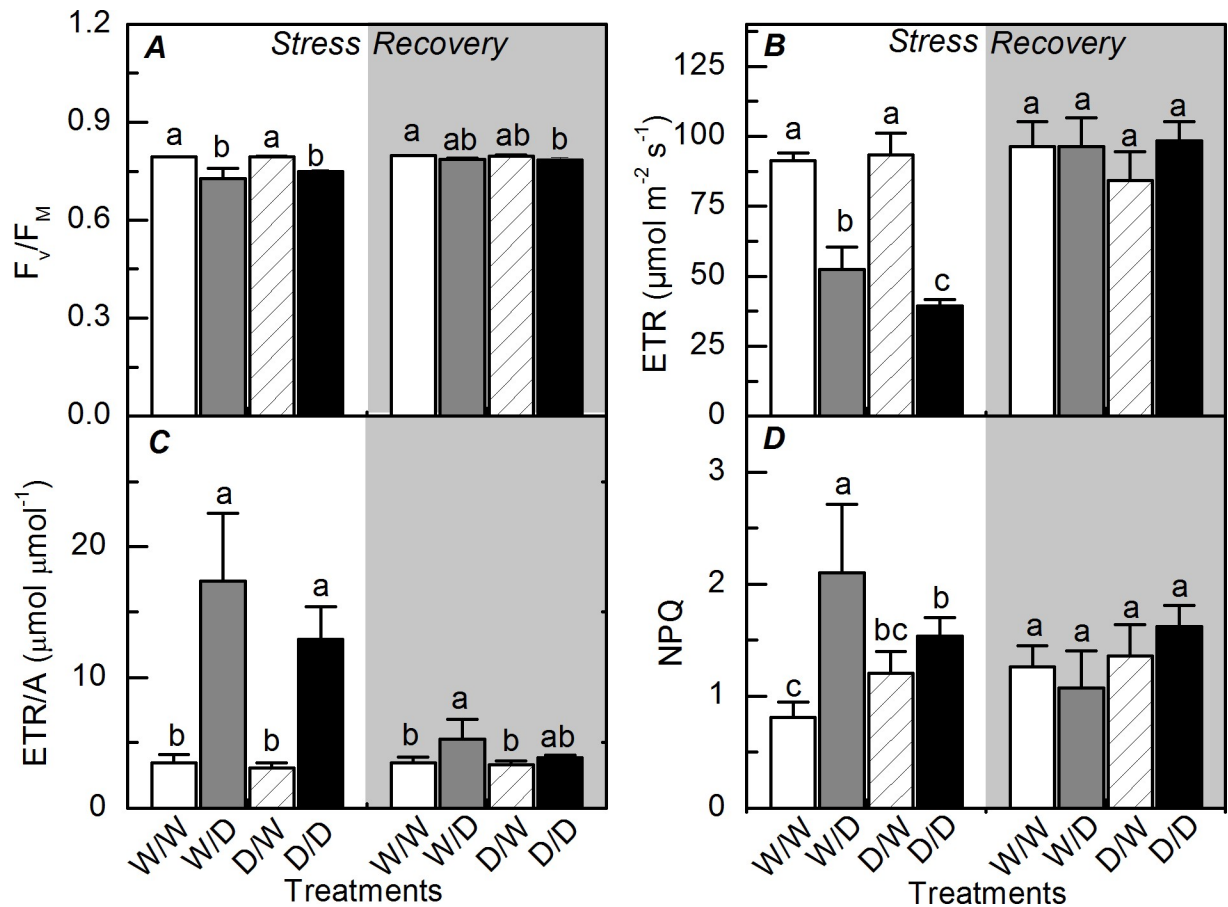 A
Stress Recovery
1.2
0.9
0.6
0.3
0.0
Fv/FM
a b a b
a ab ab b
B
Stress Recovery
125
100
75
50
25
0
ETR (µmol m⁻² s⁻¹)
a b a c
a a a a
C
20
10
0
ETR/A (μmol μmol⁻¹)
b a b a
b a b ab
W/W W/D D/W D/D
W/W W/D D/W D/D
Treatments
D
3
2
1
0
NPQ
c a bc b
a a a a
W/W W/D D/W D/D
W/W W/D D/W D/D
Treatments